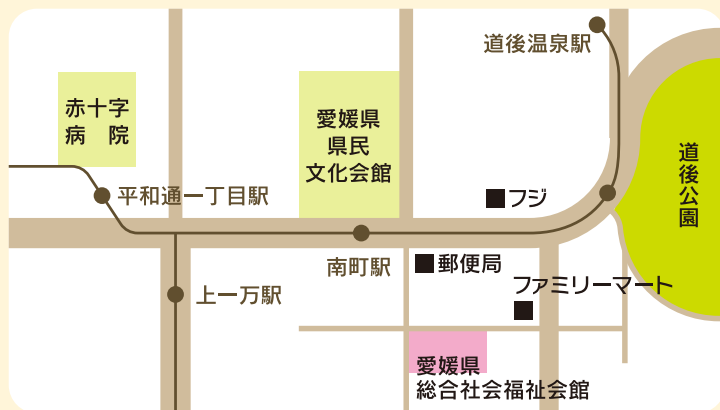 道後温泉駅
赤十字
病　院
愛媛県
県民
文化会館
道後公園
平和通一丁目駅
フジ
南町駅
郵便局
上一万駅
ファミリーマート
愛媛県
総合社会福祉会館